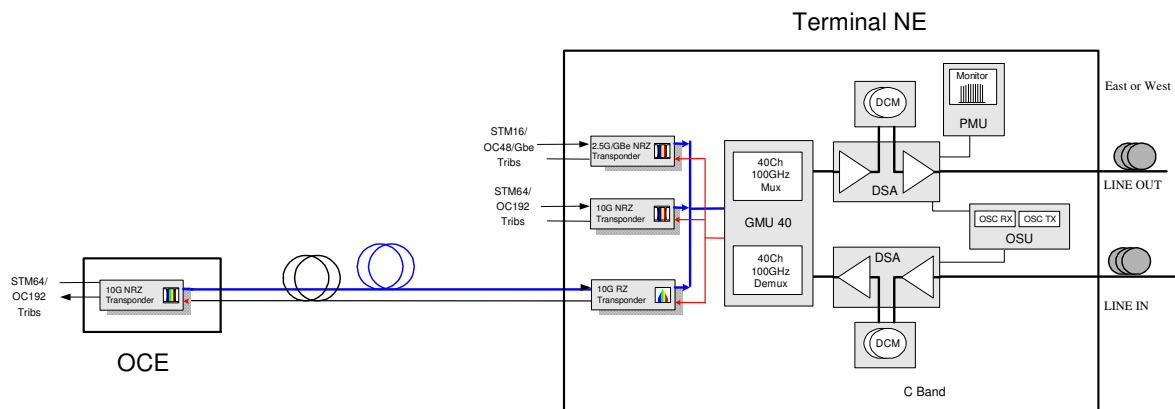 Terminal NE
Monitor
PMU
East or West
DCM
STM16/
OC48/Gbe
Tribs
2.5G/GBe NRZ
Transponder
40Ch
100GHz
Mux
DSA
LINE OUT
STM64/
OC192
Tribs
10G NRZ
Transponder
GMU 40
OSC RX
OSC TX
OSU
40Ch
100GHz
Demux
DSA
STM64/
OC192
Tribs
10G NRZ
Transponder
10G RZ
Transponder
LINE IN
DCM
OCE
C Band